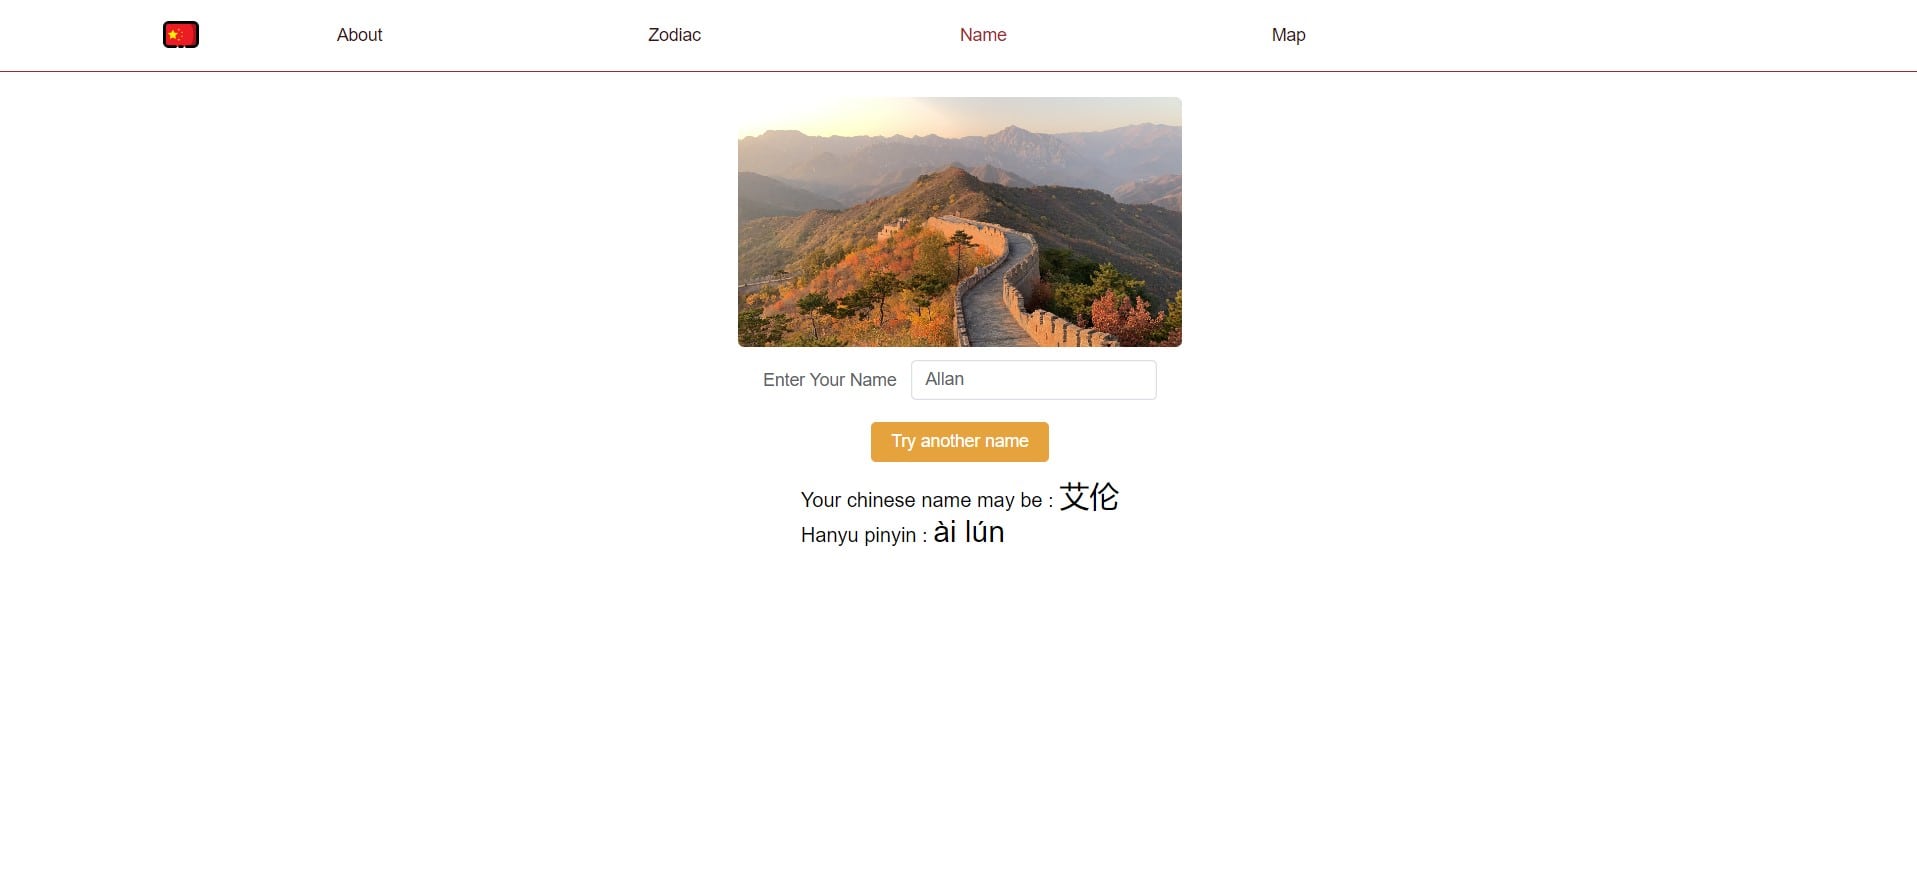 About
Zodiac
Name
Map
Enter Your Name
Allan
Try another name
Your chinese name may be : 艾伦
Hanyu pinyin : ài lún